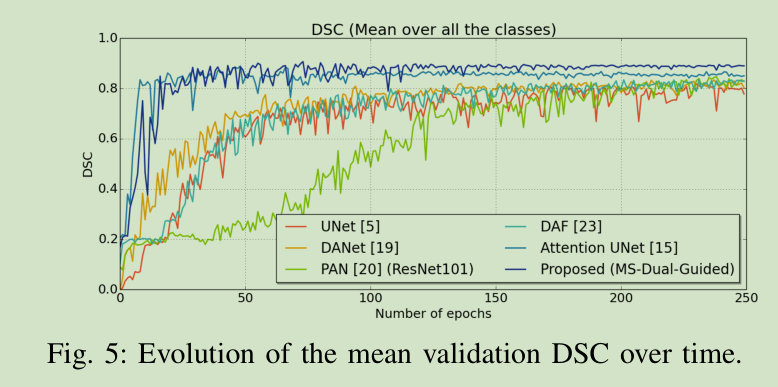 DSC (Mean over all the classes)
1.0
0.8
0.6
0.4
0.2
0.0
DSC
UNet [5]
DANet [19]
PAN [20] (ResNet101)
DAF [23]
Attention UNet [15]
Proposed (MS-Dual-Guided)
0 50 100 150 200 250
Number of epochs
Fig. 5: Evolution of the mean validation DSC over time.